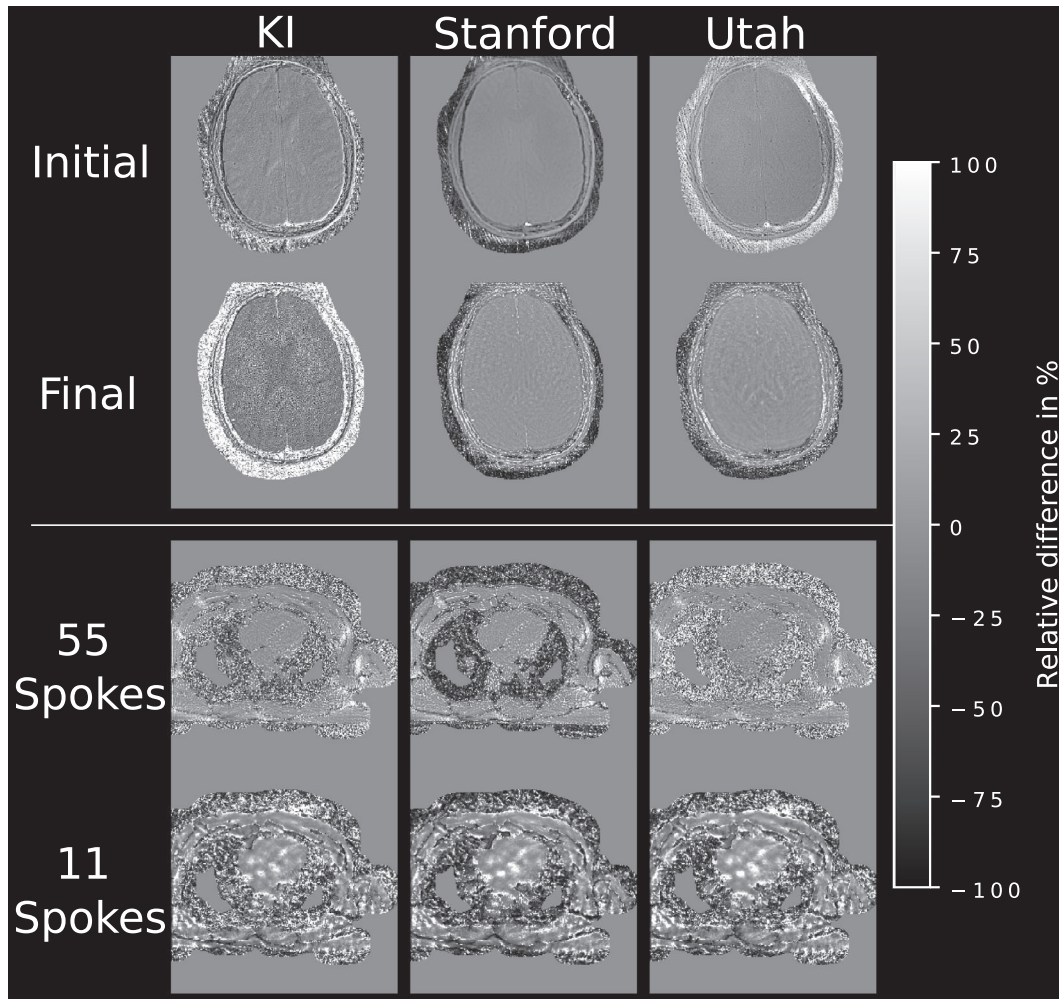 KI Stanford Utah
Initial
Final
55
Spokes
11
Spokes
100
75
50
25
0
−25
−50
−75
−100
Relative difference in %